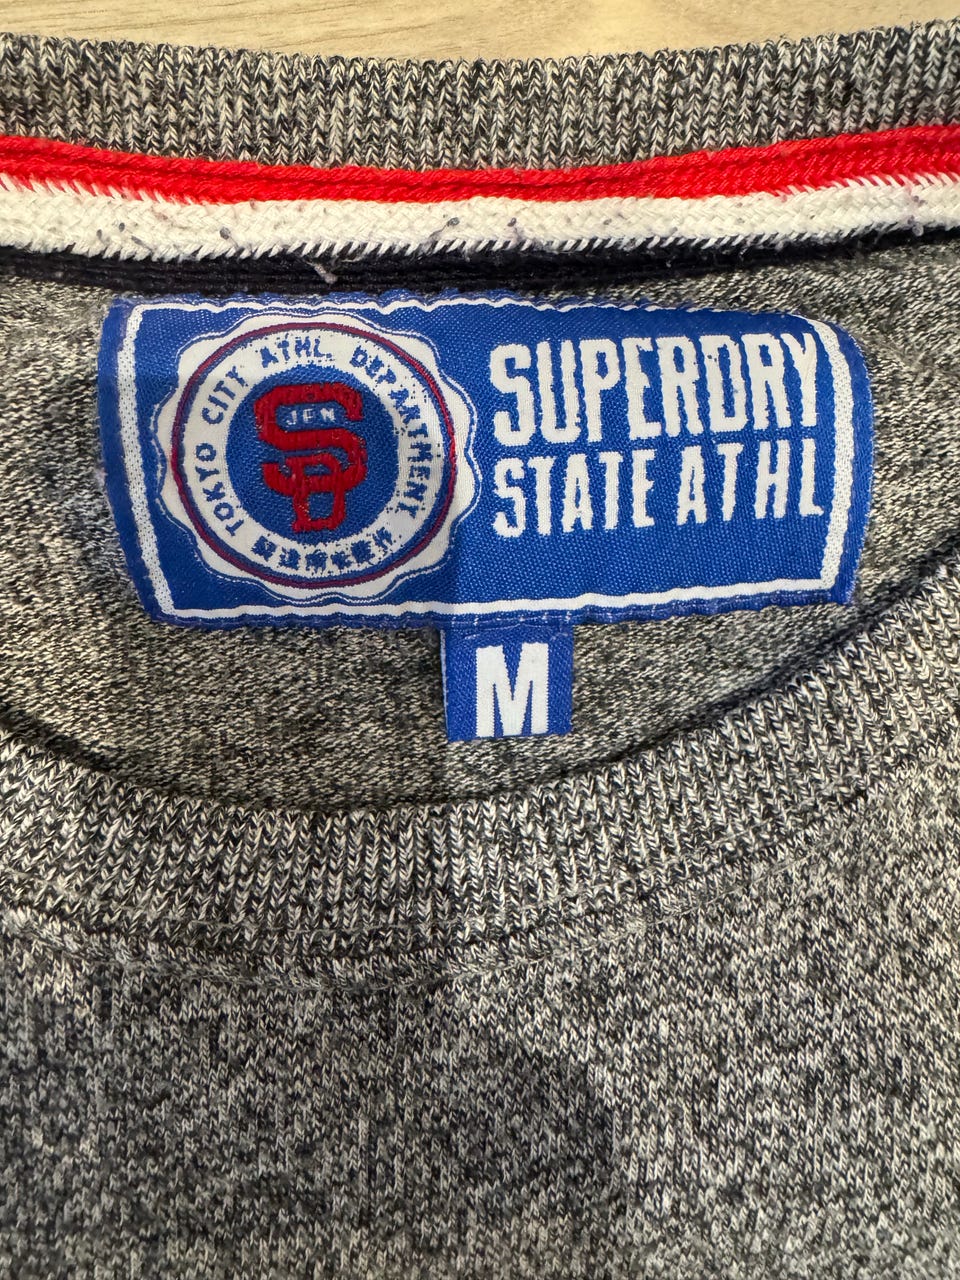 TOKYO CITY ATHL. DEPARTMENT.
JPN
SD
SUPERDRY
STATE ATHL
M